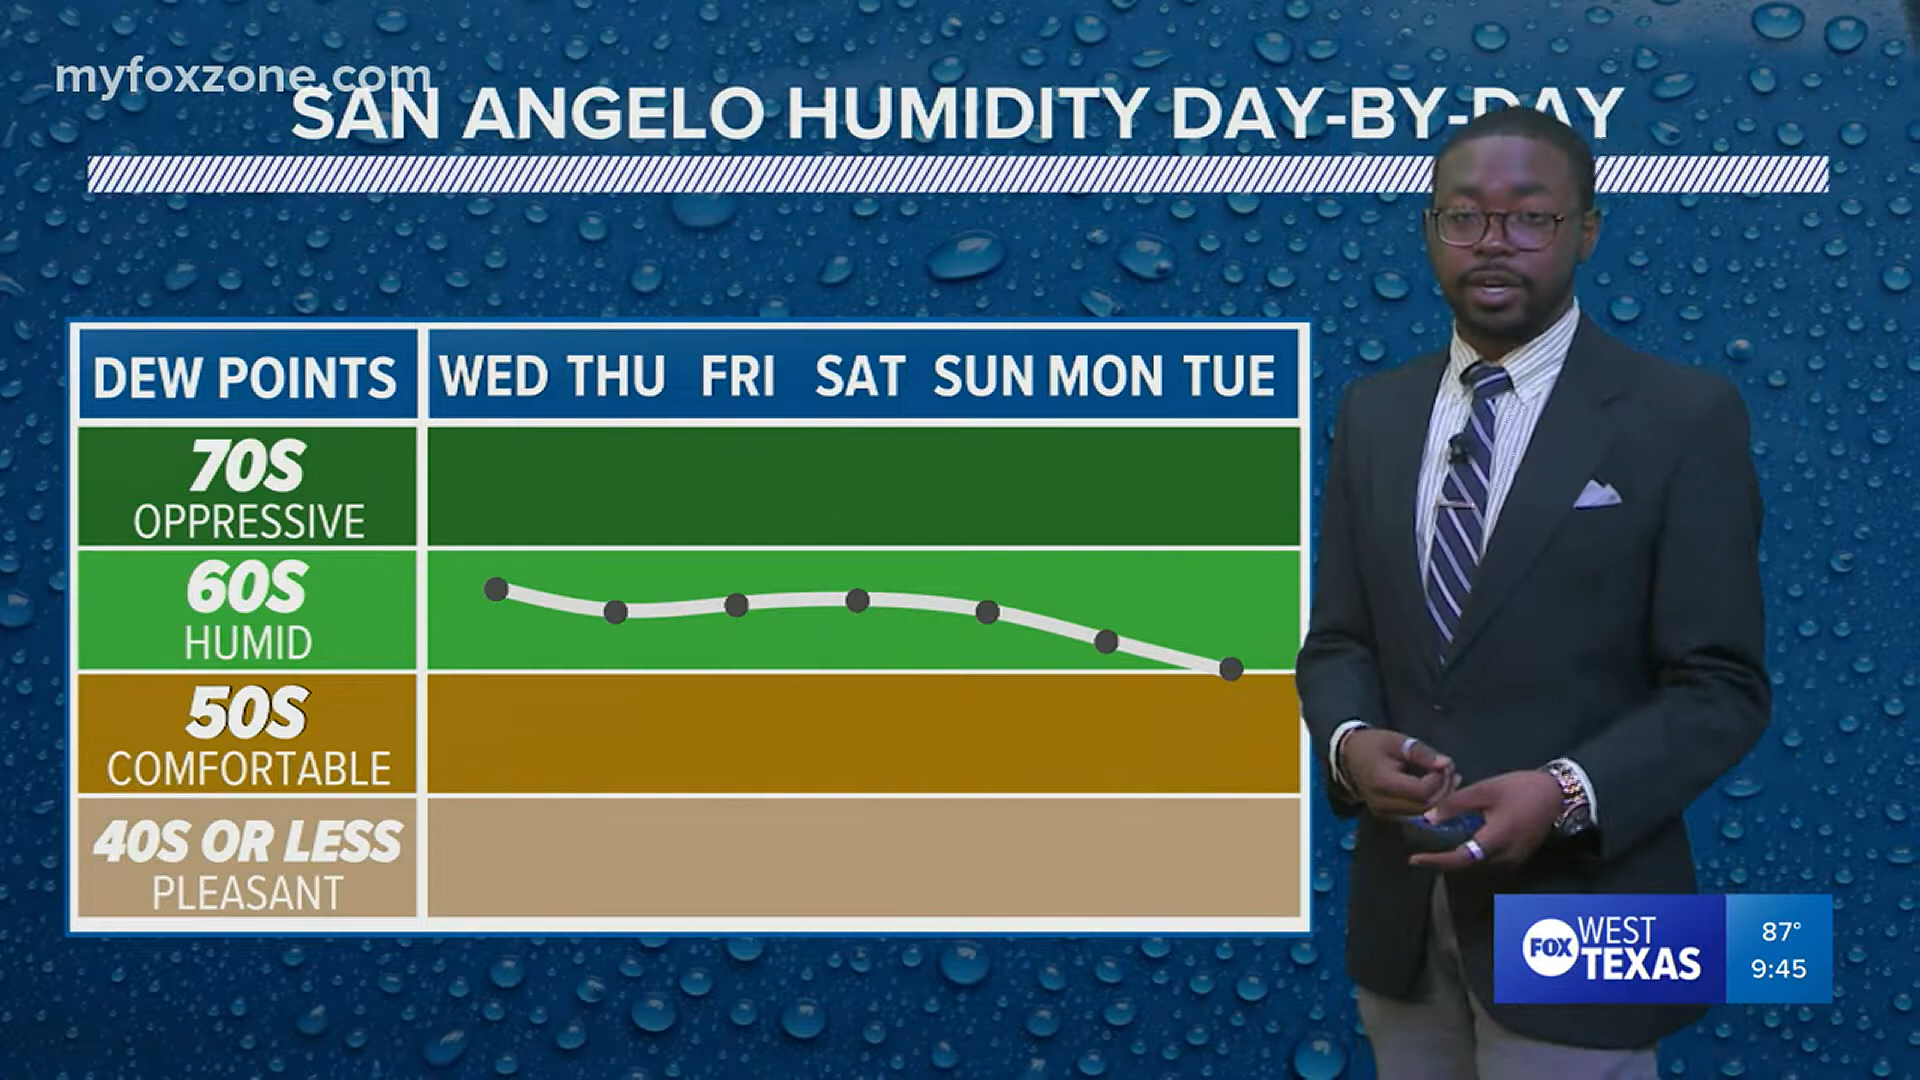 myfoxzone.com
SAN ANGELO HUMIDITY DAY-BY-DAY
DEW POINTS WED THU FRI SAT SUN MON TUE
70S
OPPRESSIVE
60S
HUMID
50S
COMFORTABLE
40S OR LESS
PLEASANT
FOX WEST TEXAS
87°
9:45